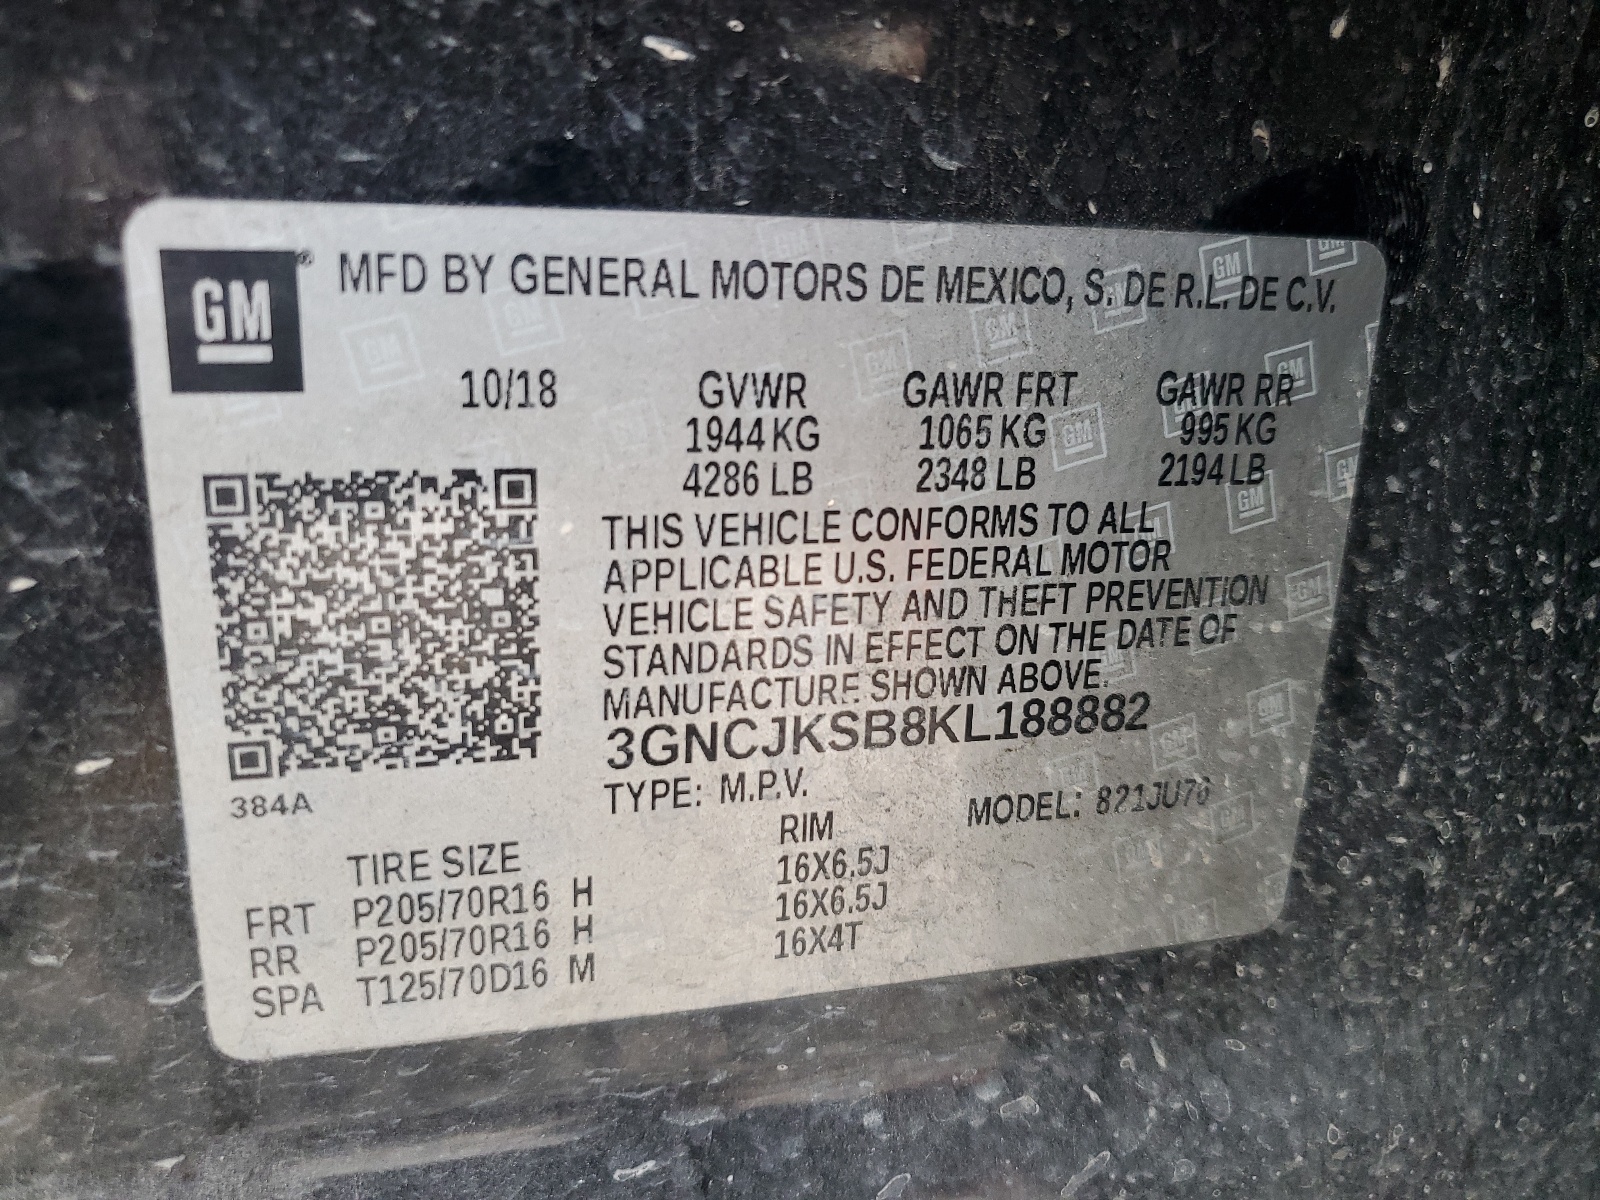 GM ® MFD BY GENERAL MOTORS DE MEXICO, S. DE R.L. DE C.V.
10/18 GVWR GAWR FRT GAWR RR
1944 KG 1065 KG 995 KG
4286 LB 2348 LB 2194 LB
THIS VEHICLE CONFORMS TO ALL
APPLICABLE U.S. FEDERAL MOTOR
VEHICLE SAFETY AND THEFT PREVENTION
STANDARDS IN EFFECT ON THE DATE OF
MANUFACTURE SHOWN ABOVE.
3GNCJKSB8KL188882
384A TYPE: M.P.V. MODEL: 821JU76
TIRE SIZE RIM
FRT P205/70R16 H 16X6.5J
RR P205/70R16 H 16X6.5J
SPA T125/70D16 M 16X4T